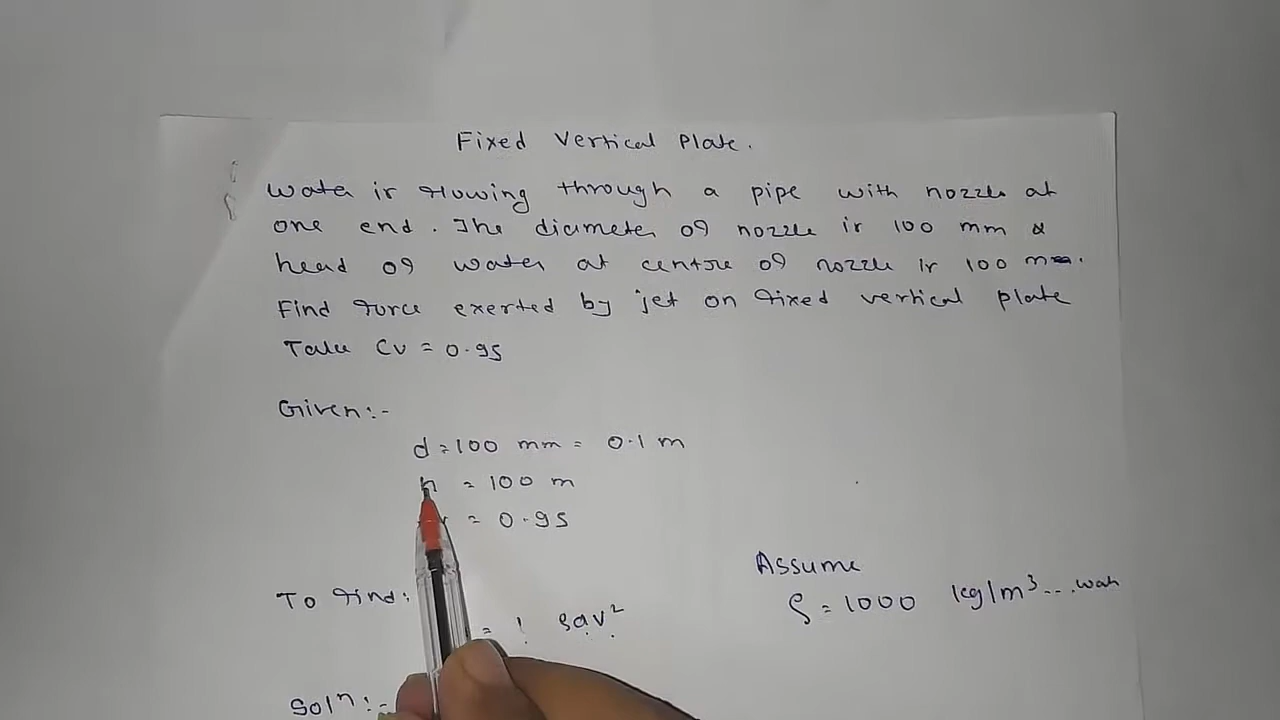 Fixed Vertical Plate.
Water is flowing through a pipe with nozzle at
one end. The diameter of nozzle is 100 mm &
head of water at centre of nozzle is 100 m.
Find force exerted by jet on fixed vertical plate
Take Cv = 0.95
Given:-
d = 100 mm = 0.1 m
h = 100 m
= 0.95
Assume
ρ = 1000 kg/m³ ...
To find:
= ? ρav²
Solⁿ:-